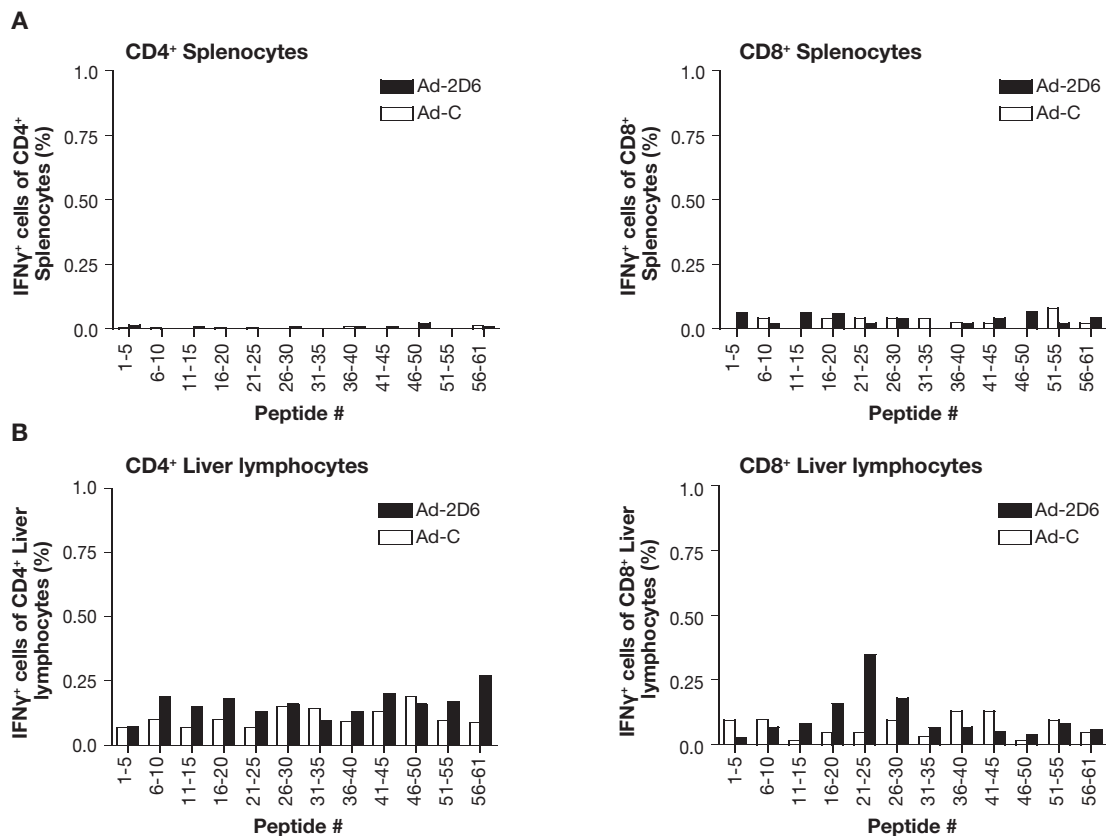 A
CD4⁺ Splenocytes
Ad-2D6
Ad-C
1.0
0.75
0.50
0.25
0.0
IFNγ⁺ cells of CD4⁺
Splenocytes (%)
1-5
6-10
11-15
16-20
21-25
26-30
31-35
36-40
41-45
46-50
51-55
56-61
Peptide #
CD8⁺ Splenocytes
Ad-2D6
Ad-C
1.0
0.75
0.50
0.25
0.0
IFNγ⁺ cells of CD8⁺
Splenocytes (%)
1-5
6-10
11-15
16-20
21-25
26-30
31-35
36-40
41-45
46-50
51-55
56-61
Peptide #
B
CD4⁺ Liver lymphocytes
Ad-2D6
Ad-C
1.0
0.75
0.50
0.25
0.0
IFNγ⁺ cells of CD4⁺ Liver
lymphocytes (%)
1-5
6-10
11-15
16-20
21-25
26-30
31-35
36-40
41-45
46-50
51-55
56-61
Peptide #
CD8⁺ Liver lymphocytes
Ad-2D6
Ad-C
1.0
0.75
0.50
0.25
0.0
IFNγ⁺ cells of CD8⁺ Liver
lymphocytes (%)
1-5
6-10
11-15
16-20
21-25
26-30
31-35
36-40
41-45
46-50
51-55
56-61
Peptide #